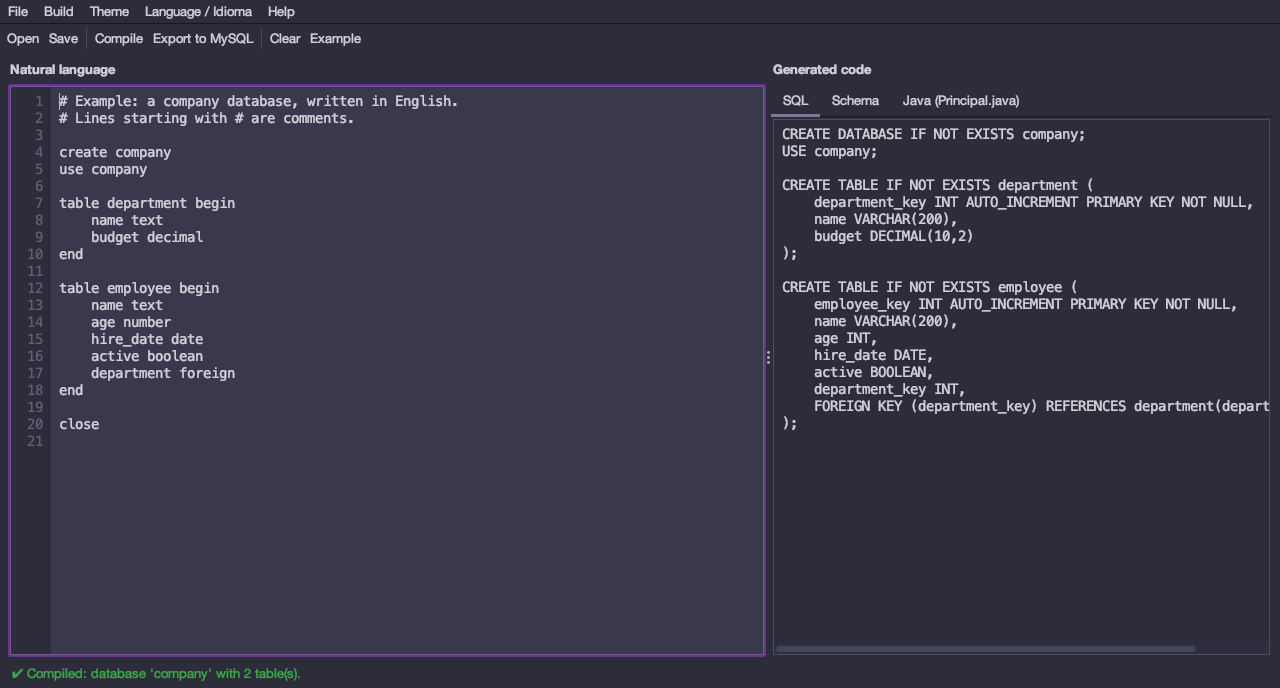 File Build Theme Language / Idioma Help
Open Save Compile Export to MySQL Clear Example
Natural language
1 # Example: a company database, written in English.
2 # Lines starting with # are comments.
3
4 create company
5 use company
6
7 table department begin
8     name text
9     budget decimal
10 end
11
12 table employee begin
13     name text
14     age number
15     hire_date date
16     active boolean
17     department foreign
18 end
19
20 close
21
Generated code
SQL Schema Java (Principal.java)
CREATE DATABASE IF NOT EXISTS company;
USE company;
CREATE TABLE IF NOT EXISTS department (
    department_key INT AUTO_INCREMENT PRIMARY KEY NOT NULL,
    name VARCHAR(200),
    budget DECIMAL(10,2)
);
CREATE TABLE IF NOT EXISTS employee (
    employee_key INT AUTO_INCREMENT PRIMARY KEY NOT NULL,
    name VARCHAR(200),
    age INT,
    hire_date DATE,
    active BOOLEAN,
    department_key INT,
    FOREIGN KEY (department_key) REFERENCES department(depart
);
✔ Compiled: database 'company' with 2 table(s).